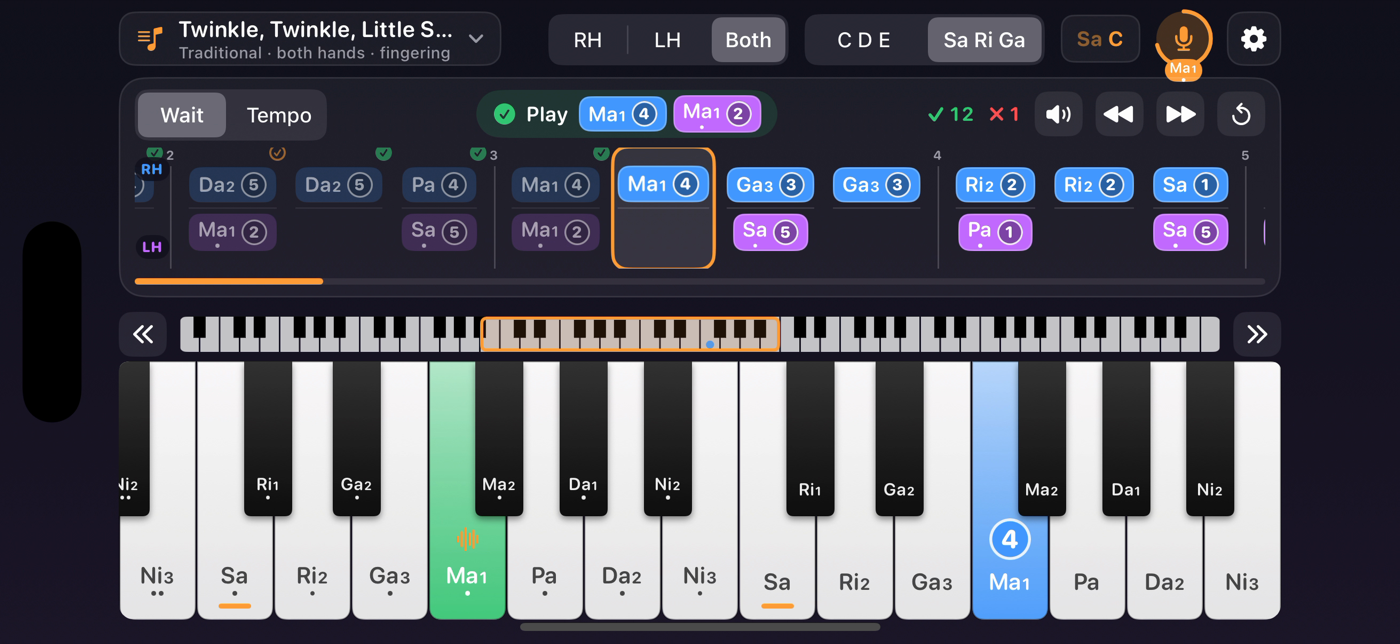 Twinkle, Twinkle, Little S...
Traditional · both hands · fingering
RH LH Both
C D E Sa Ri Ga
Sa C
Ma1
Wait Tempo
Play Ma1 4 Ma1 2
12 1
2 3 4 5
RH Da2 5 Da2 5 Pa 4 Ma1 4 Ma1 4 Ga3 3 Ga3 3 Ri2 2 Ri2 2 Sa 1
LH Ma1 2 Sa 5 Ma1 2 Sa 5 Pa 1 Sa 5
Ni2 Ri1 Ga2 Ma2 Da1 Ni2 Ri1 Ga2 Ma2 Da1 Ni2
4
Ni3 Sa Ri2 Ga3 Ma1 Pa Da2 Ni3 Sa Ri2 Ga3 Ma1 Pa Da2 Ni3